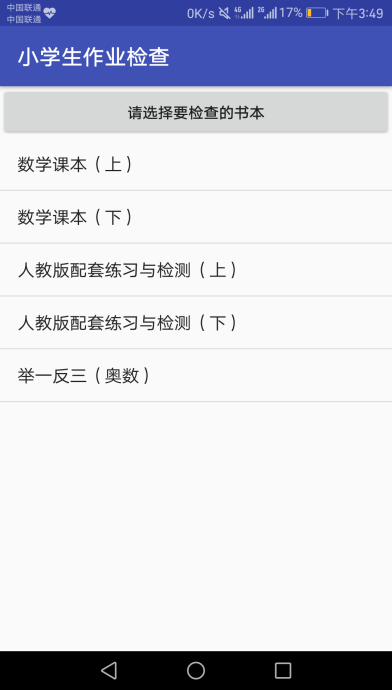 中国联通
中国联通
0K/s 4G 2G 17% 下午3:49
小学生作业检查
请选择要检查的书本
数学课本（上）
数学课本（下）
人教版配套练习与检测（上）
人教版配套练习与检测（下）
举一反三（奥数）